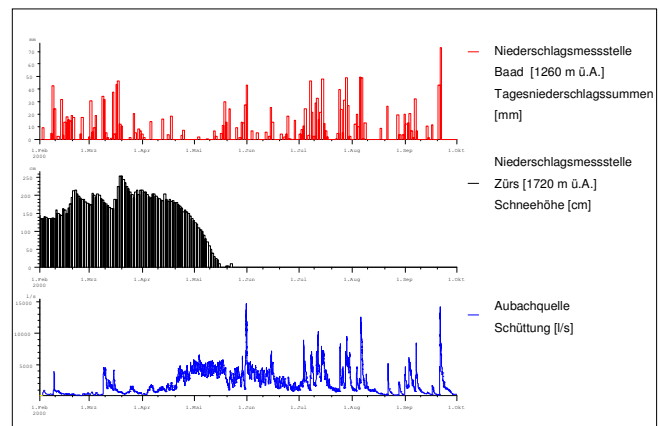 mm
70
60
50
40
30
20
10
0
1.Feb 1.Mrz 1.Apr 1.Mai 1.Jun 1.Jul 1.Aug 1.Sep 1.Okt
2000
Niederschlagsmessstelle
Baad [1260 m ü.A.]
Tagesniederschlagssummen
[mm]
cm
250
200
150
100
50
0
1.Feb 1.Mrz 1.Apr 1.Mai 1.Jun 1.Jul 1.Aug 1.Sep 1.Okt
2000
Niederschlagsmessstelle
Zürs [1720 m ü.A.]
Schneehöhe [cm]
l/s
15000
10000
5000
1.Feb 1.Mrz 1.Apr 1.Mai 1.Jun 1.Jul 1.Aug 1.Sep 1.Okt
2000
Aubachquelle
Schüttung [l/s]